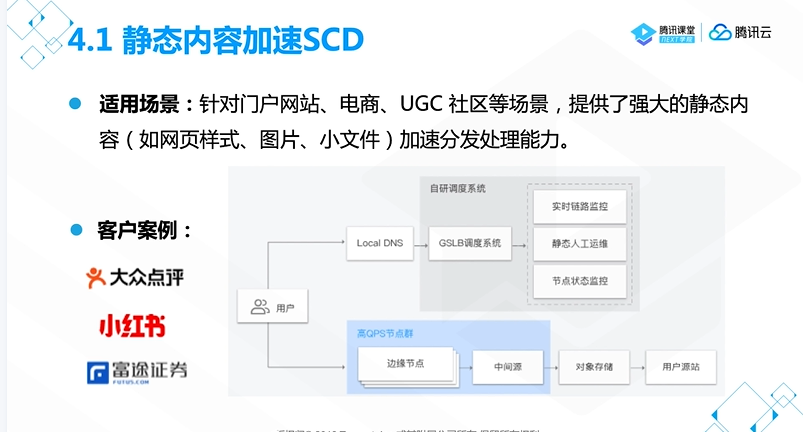 4.1 静态内容加速SCD
腾讯课堂
NEXT学院
腾讯云
适用场景：针对门户网站、电商、UGC 社区等场景，提供了强大的静态内
容（如网页样式、图片、小文件）加速分发处理能力。
客户案例：
大众点评
小红书
富途证券
FUTU5.COM
自研调度系统
实时链路监控
Local DNS
GSLB调度系统
静态人工运维
节点状态监控
用户
高QPS节点群
边缘节点
中间源
对象存储
用户源站